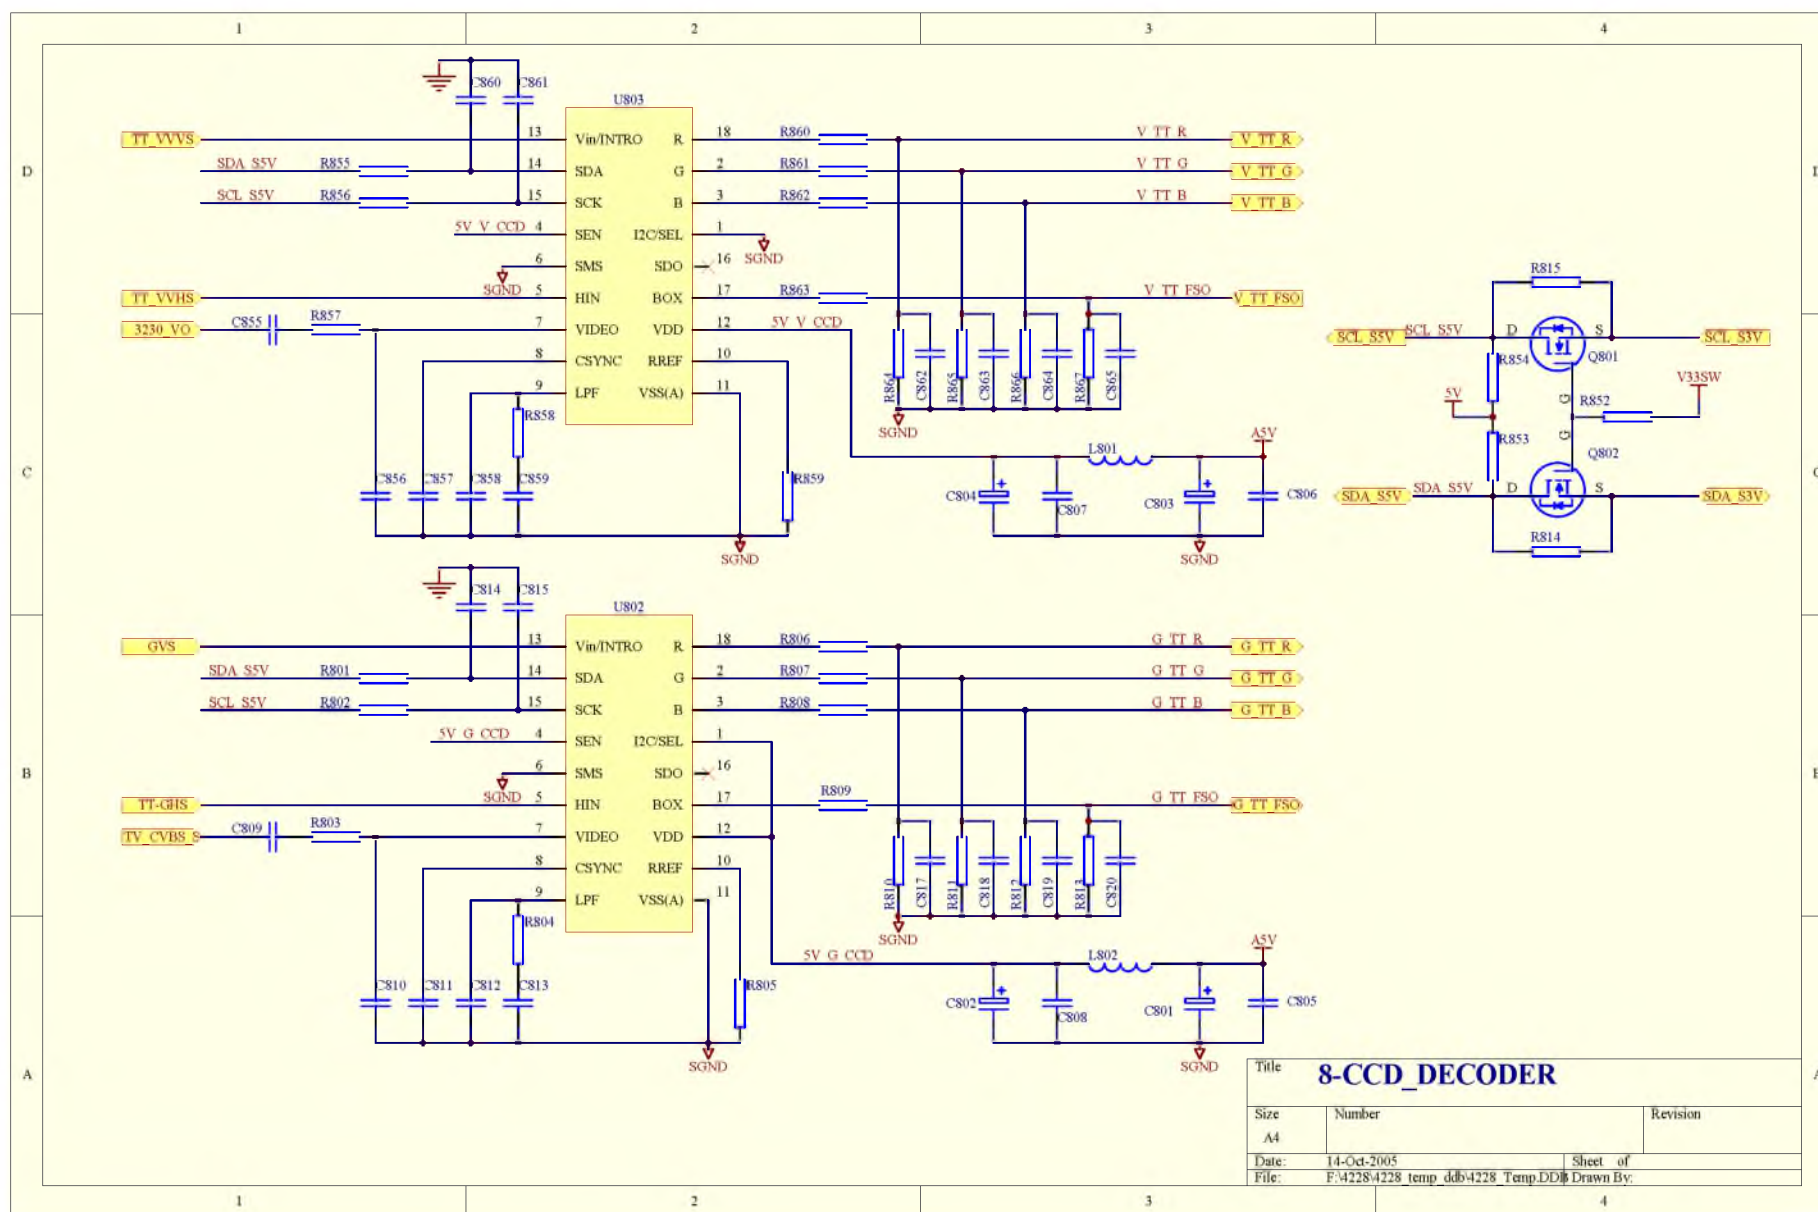 1 2 3 4
D
C860 C861
U803
TT_VVVS 13 Vin/INTRO R 18 R860 V_TT_R V_TT_R
SDA_S5V R855 14 SDA G 2 R861 V_TT_G V_TT_G
SCL_S5V R856 15 SCK B 3 R862 V_TT_B V_TT_B
5V_V_CCD 4 SEN I2C/SEL 1 SGND
6 SMS SDO 16
SGND
TT_VVHS 5 HIN BOX 17 R863 V_TT_FSO V_TT_FSO
3230_VO C855 R857 7 VIDEO VDD 12 5V_V_CCD
8 CSYNC RREF 10
9 LPF VSS(A) 11
R858
R864 C862 R865 C863 R866 C864 R867 C865
SGND
C
C856 C857 C858 C859 R859
SGND
L801 A5V
C804 C807 C803 C806
SGND
R815
SCL_S5V SCL_S5V D S SCL_S3V
Q801
R854
V33SW
5V G R852
G
R853
Q802
SDA_S5V SDA_S5V D S SDA_S3V
R814
C814 C815
U802
GVS 13 Vin/INTRO R 18 R806 G_TT_R G_TT_R
SDA_S5V R801 14 SDA G 2 R807 G_TT_G G_TT_G
SCL_S5V R802 15 SCK B 3 R808 G_TT_B G_TT_B
5V_G_CCD 4 SEN I2C/SEL 1
B
6 SMS SDO 16
SGND
TT-GHS 5 HIN BOX 17 R809 G_TT_FSO G_TT_FSO
TV_CVBS_S C809 R803 7 VIDEO VDD 12
8 CSYNC RREF 10
9 LPF VSS(A) 11
R804
R810 C817 R811 C818 R812 C819 R813 C820
SGND
5V_G_CCD L802 A5V
C810 C811 C812 C813 R805
C802 C808 C801 C805
SGND
SGND
A
Title
8-CCD_DECODER
Size Number Revision
A4
Date: 14-Oct-2005 Sheet of
File: F:\4228\4228_temp_ddb\4228_Temp.DDB Drawn By:
1 2 3 4